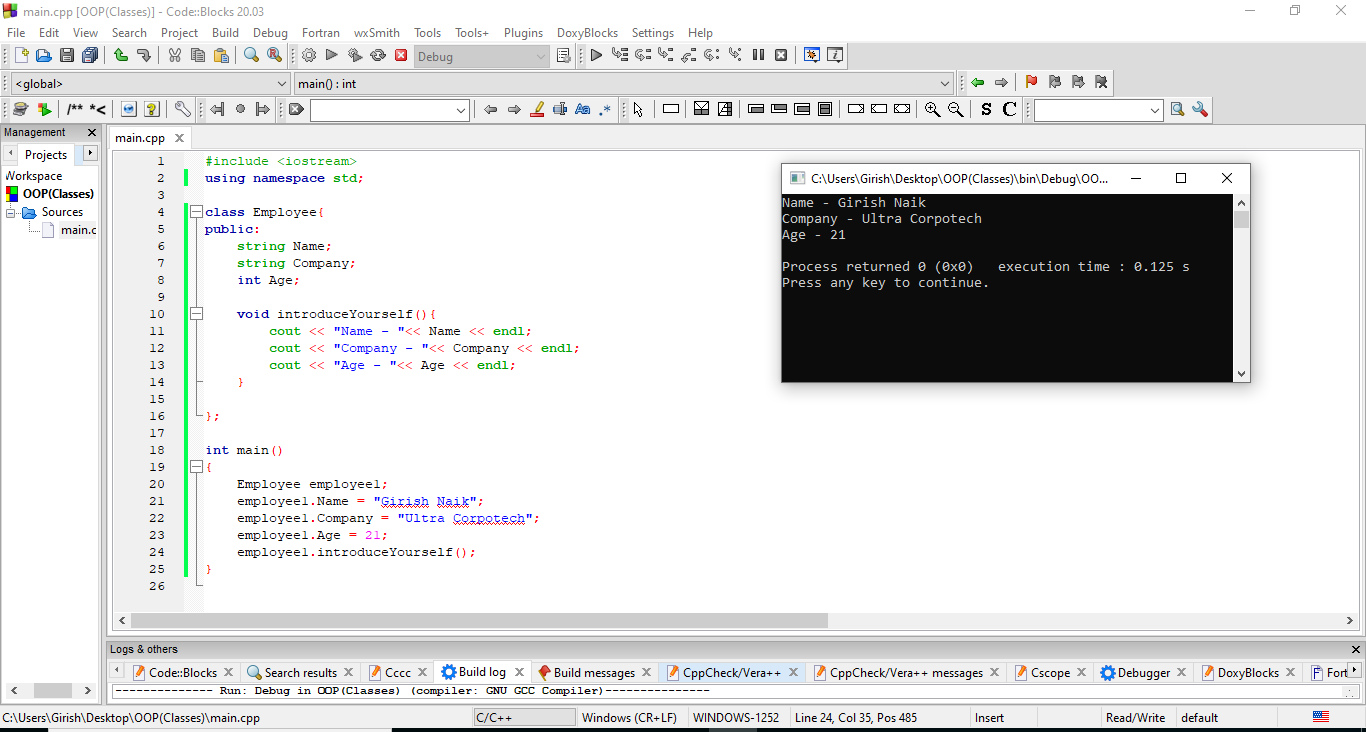 main.cpp [OOP(Classes)] - Code::Blocks 20.03
File Edit View Search Project Build Debug Fortran wxSmith Tools Tools+ Plugins DoxyBlocks Settings Help
Debug
<global>
main() : int
/** *<
Aa .*
S C
Management
Projects
main.cpp
Workspace
OOP(Classes)
Sources
main.c
1 #include <iostream>
2 using namespace std;
3
4 class Employee{
5 public:
6 string Name;
7 string Company;
8 int Age;
9
10 void introduceYourself(){
11 cout << "Name - "<< Name << endl;
12 cout << "Company - "<< Company << endl;
13 cout << "Age - "<< Age << endl;
14 }
15
16 };
17
18 int main()
19 {
20 Employee employee1;
21 employee1.Name = "Girish Naik";
22 employee1.Company = "Ultra Corpotech";
23 employee1.Age = 21;
24 employee1.introduceYourself();
25 }
26
C:\Users\Girish\Desktop\OOP(Classes)\bin\Debug\OO...
Name - Girish Naik
Company - Ultra Corpotech
Age - 21
Process returned 0 (0x0) execution time : 0.125 s
Press any key to continue.
Logs & others
Code::Blocks Search results Cccc Build log Build messages CppCheck/Vera++ CppCheck/Vera++ messages Cscope Debugger DoxyBlocks Fort
-------------- Run: Debug in OOP(Classes) (compiler: GNU GCC Compiler)---------------
C:\Users\Girish\Desktop\OOP(Classes)\main.cpp C/C++ Windows (CR+LF) WINDOWS-1252 Line 24, Col 35, Pos 485 Insert Read/Write default